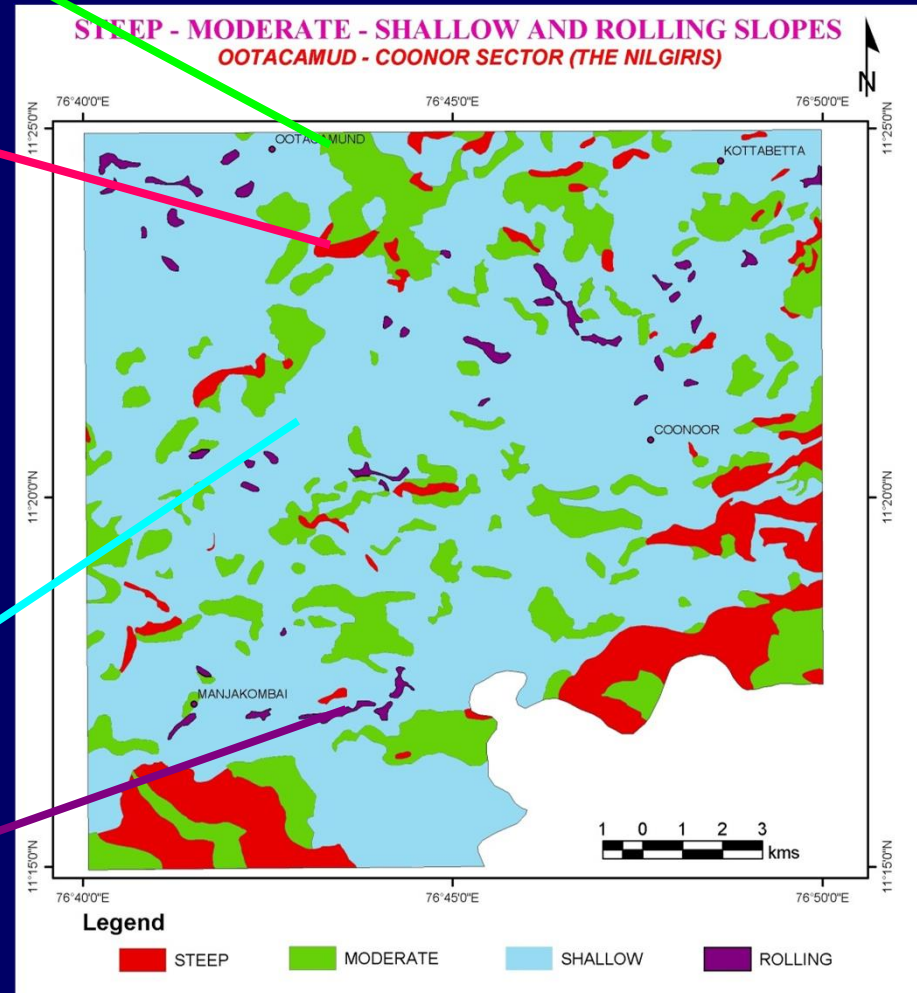 STEEP - MODERATE - SHALLOW AND ROLLING SLOPES
OOTACAMUD - COONOR SECTOR (THE NILGIRIS)
N
76°40'0"E 76°45'0"E 76°50'0"E
11°25'0"N 11°25'0"N
OOTACAMUND
KOTTABETTA
COONOOR
11°20'0"N 11°20'0"N
MANJAKOMBAI
1 0 1 2 3
kms
11°15'0"N 11°15'0"N
76°40'0"E 76°45'0"E 76°50'0"E
Legend
STEEP MODERATE SHALLOW ROLLING